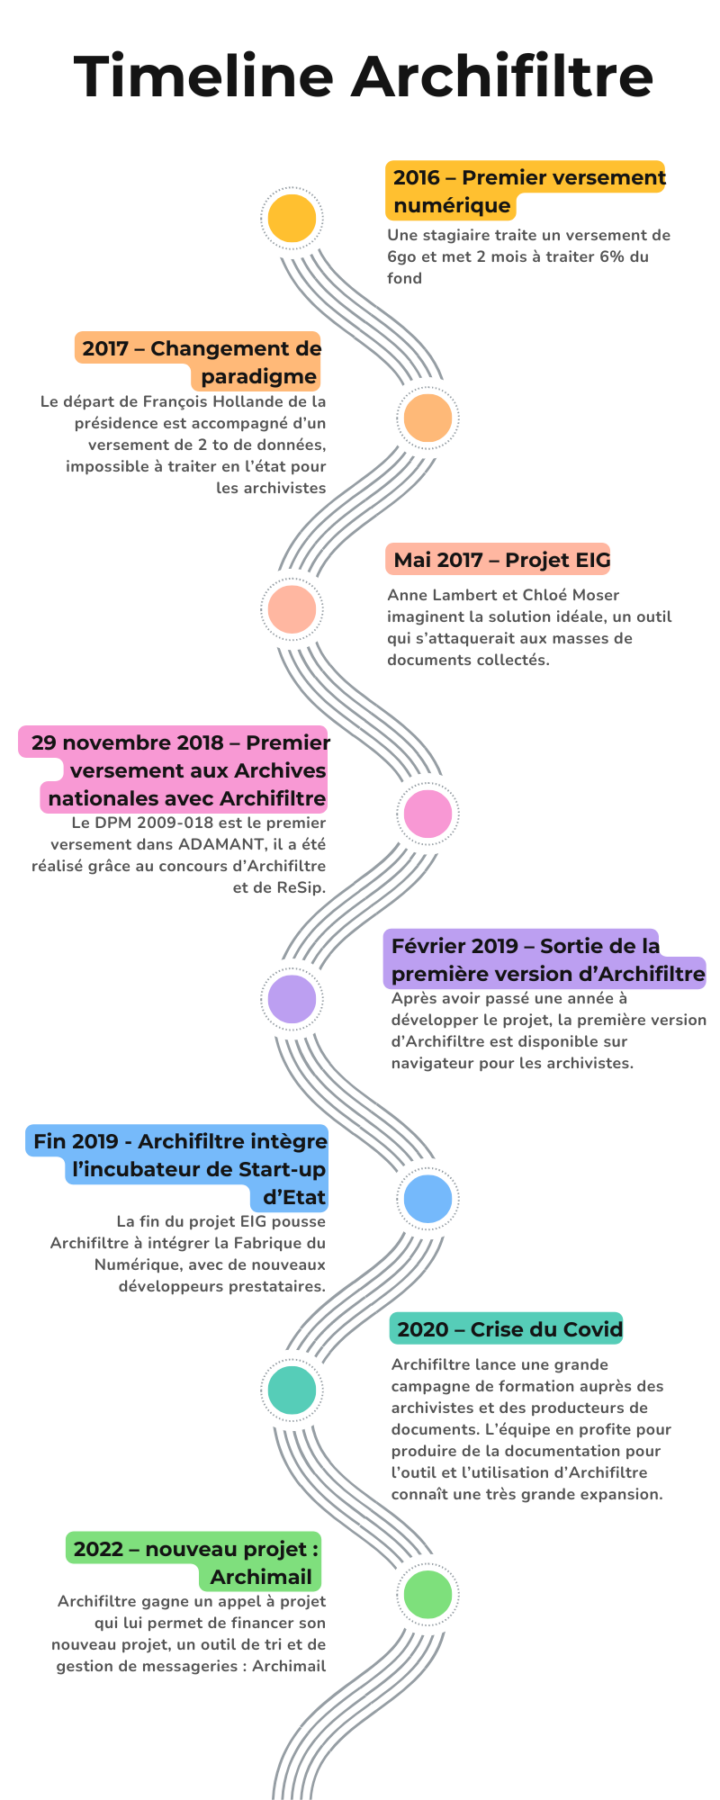 Timeline Archifiltre
2016 – Premier versement
numérique
Une stagiaire traite un versement de
6go et met 2 mois à traiter 6% du
fond
2017 – Changement de
paradigme
Le départ de François Hollande de la
présidence est accompagné d’un
versement de 2 to de données,
impossible à traiter en l’état pour
les archivistes
Mai 2017 – Projet EIG
Anne Lambert et Chloé Moser
imaginent la solution idéale, un outil
qui s’attaquerait aux masses de
documents collectés.
29 novembre 2018 – Premier
versement aux Archives
nationales avec Archifiltre
Le DPM 2009-018 est le premier
versement dans ADAMANT, il a été
réalisé grâce au concours d’Archifiltre
et de ReSip.
Février 2019 – Sortie de la
première version d’Archifiltre
Après avoir passé une année à
développer le projet, la première version
d’Archifiltre est disponible sur
navigateur pour les archivistes.
Fin 2019 - Archifiltre intègre
l’incubateur de Start-up
d’Etat
La fin du projet EIG pousse
Archifiltre à intégrer la Fabrique du
Numérique, avec de nouveaux
développeurs prestataires.
2020 – Crise du Covid
Archifiltre lance une grande
campagne de formation auprès des
archivistes et des producteurs de
documents. L’équipe en profite pour
produire de la documentation pour
l’outil et l’utilisation d’Archifiltre
connaît une très grande expansion.
2022 – nouveau projet :
Archimail
Archifiltre gagne un appel à projet
qui lui permet de financer son
nouveau projet, un outil de tri et de
gestion de messageries : Archimail